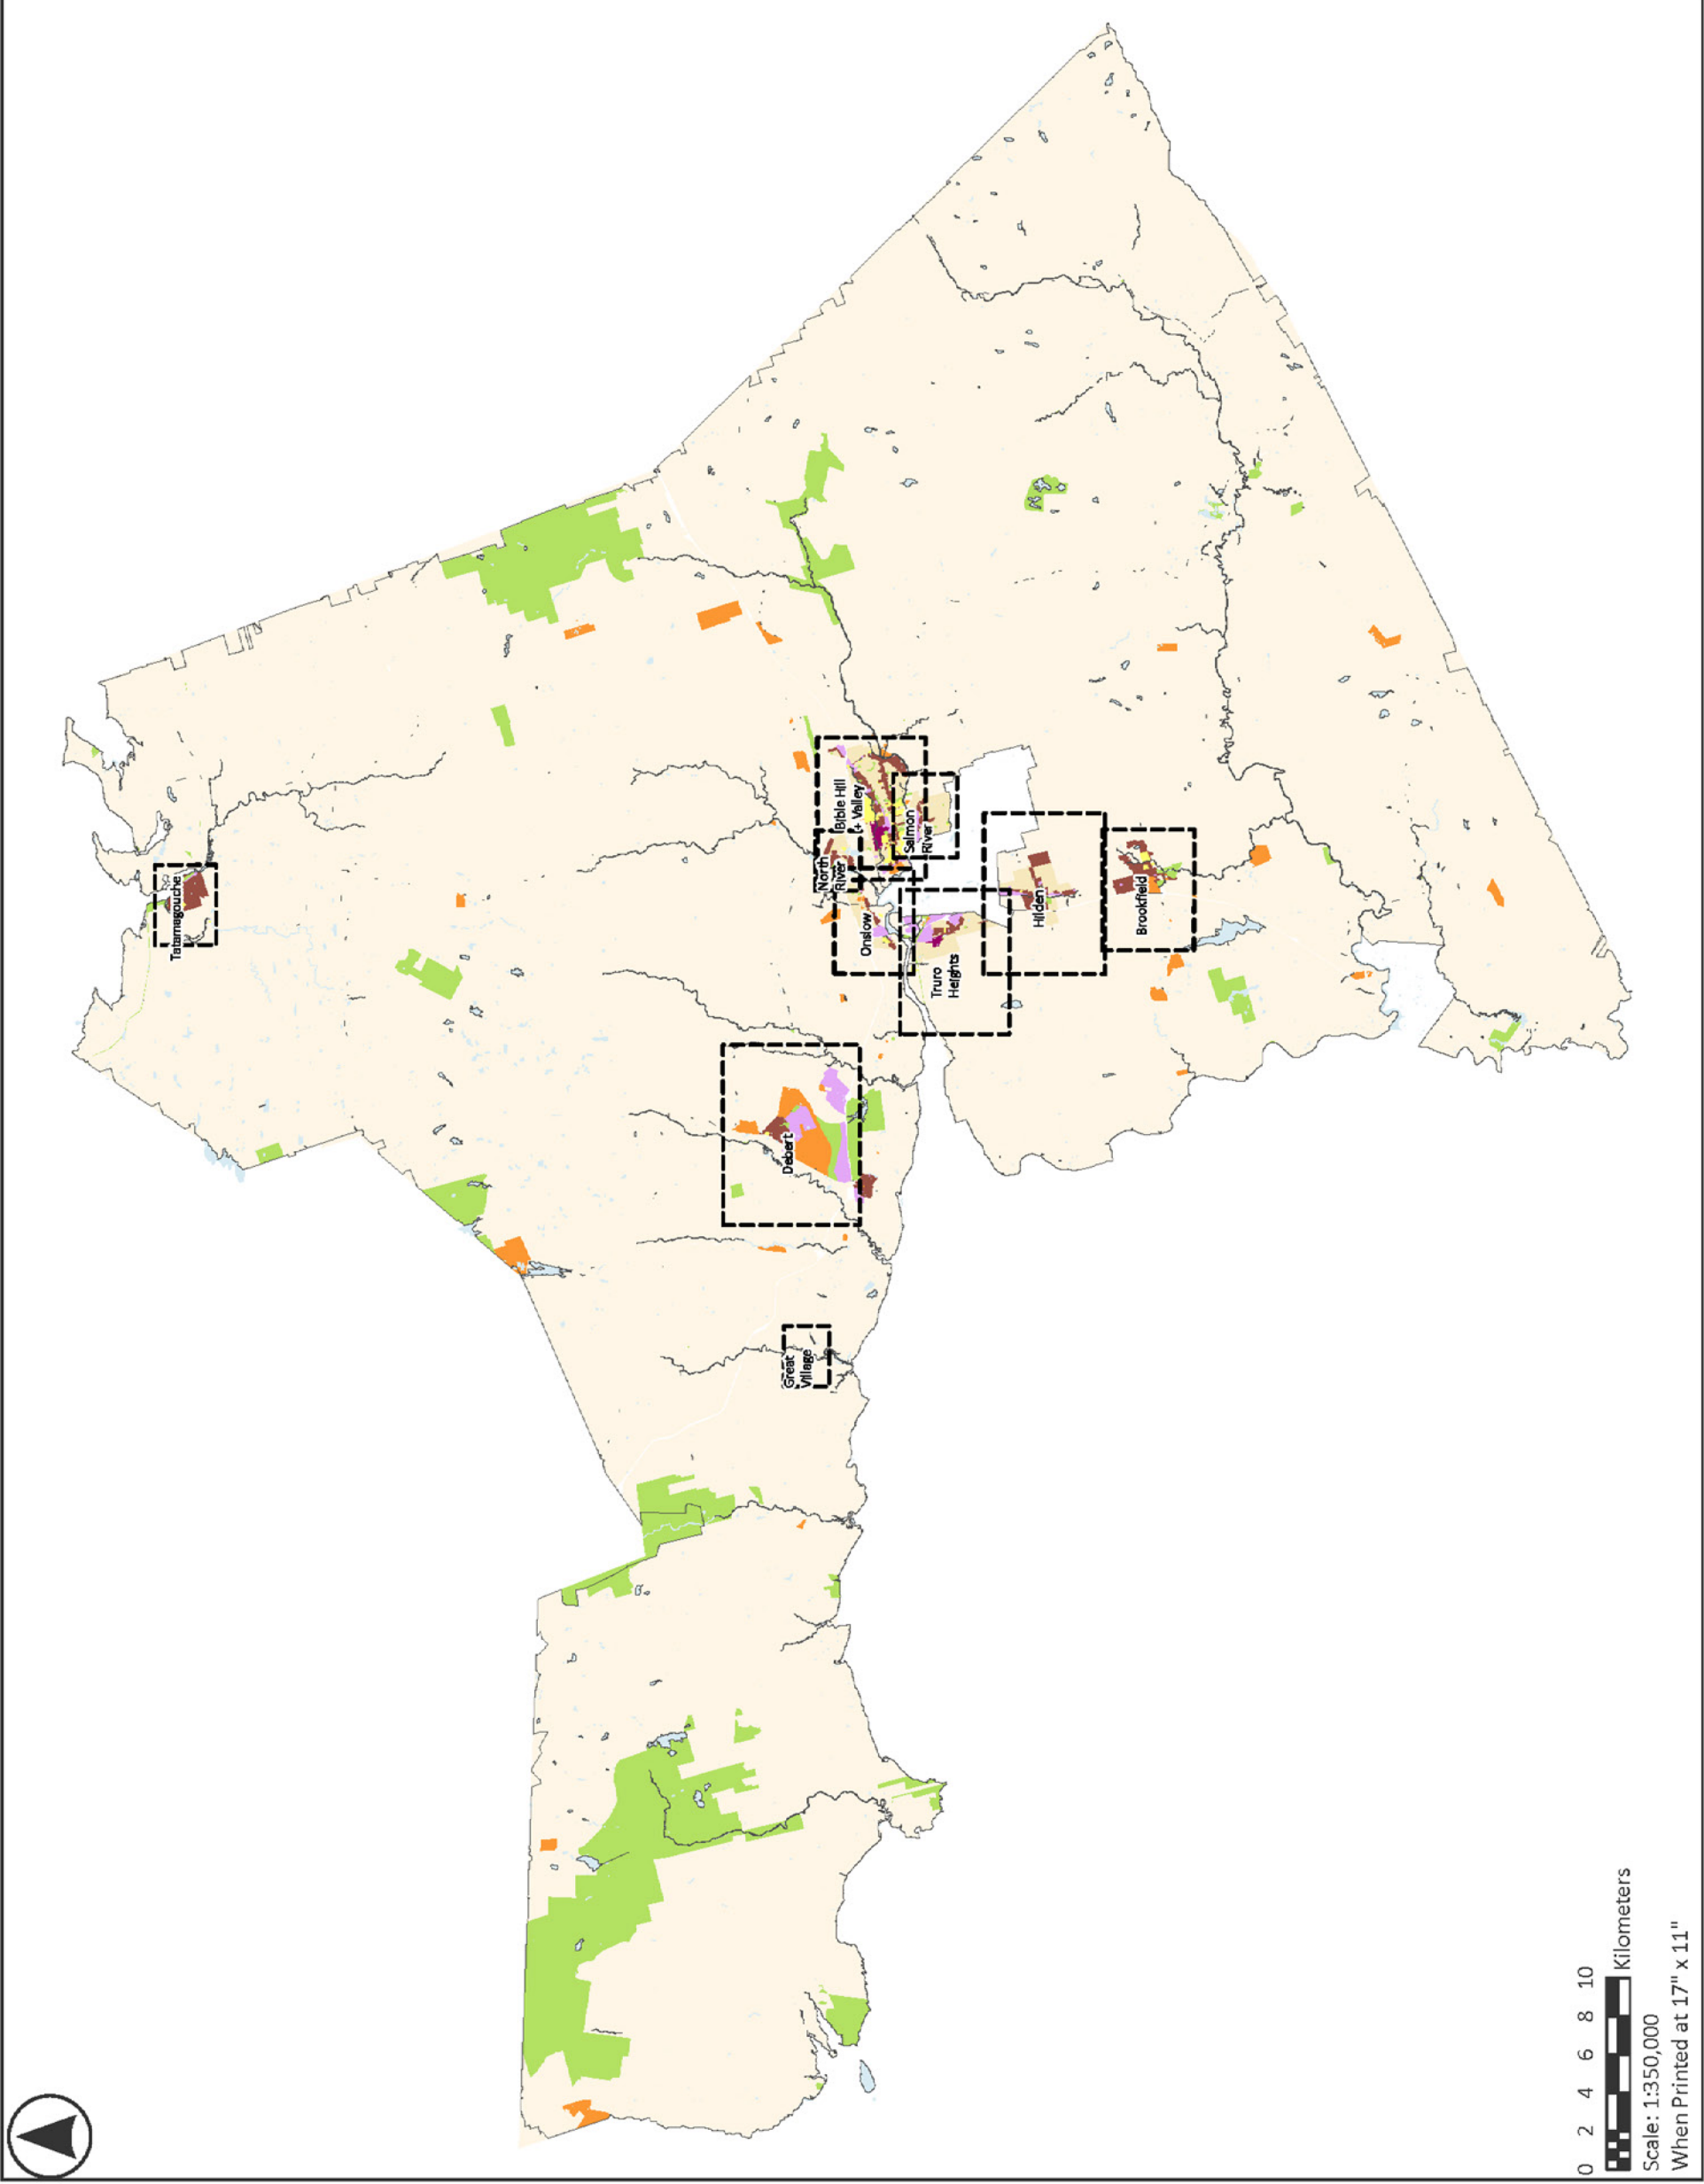 Tatamagouche
Bible Hill
+ Valley
North
River
Salmon
River
Onslow
Truro
Heights
Hilden
Brookfield
Debert
Great
Village
0 2 4 6 8 10
Kilometers
Scale: 1:350,000
When Printed at 17" x 11"